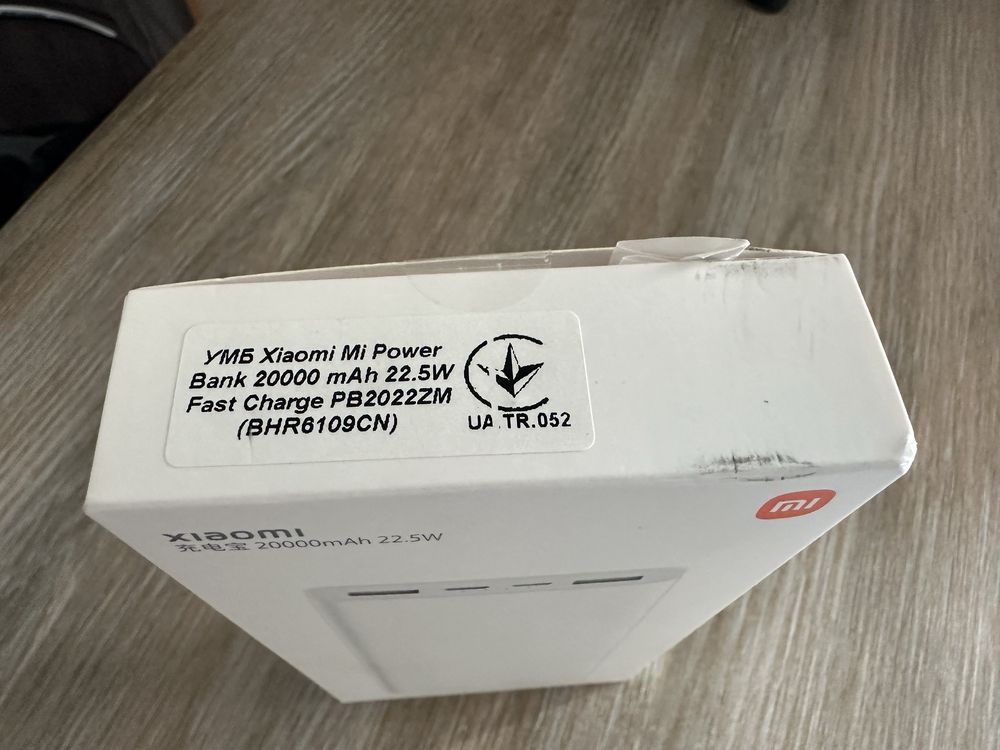 УМБ Xiaomi Mi Power
Bank 20000 mAh 22.5W
Fast Charge PB2022ZM
(BHR6109CN)
UA.TR.052
xiaomi
充电宝 20000mAh 22.5W
mi